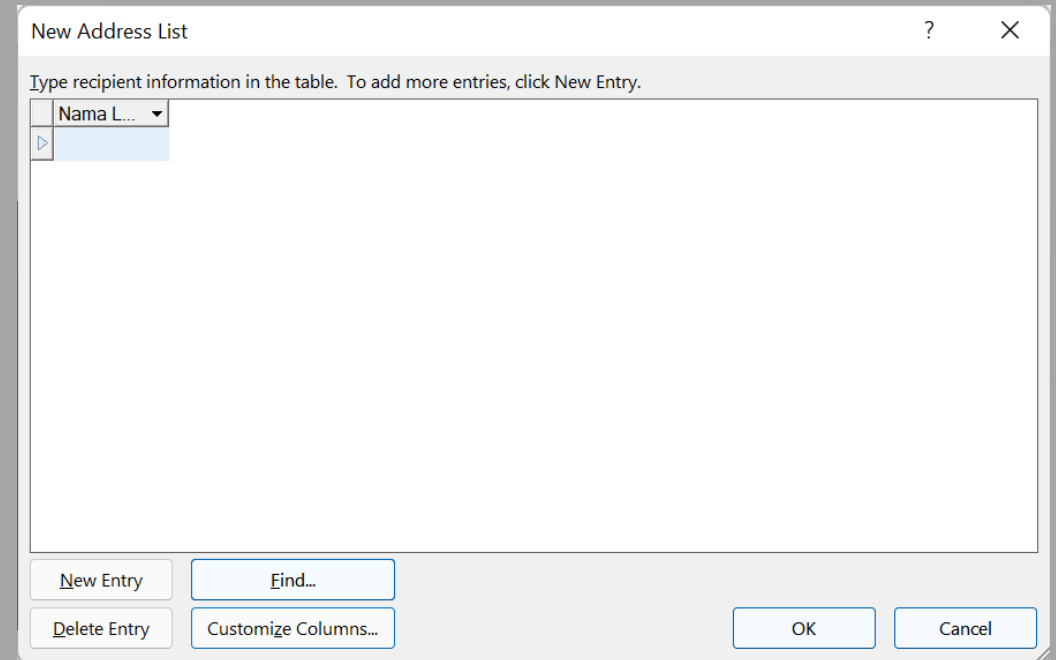 New Address List
?
Type recipient information in the table. To add more entries, click New Entry.
Nama L...
New Entry
Find...
Delete Entry
Customize Columns...
OK
Cancel